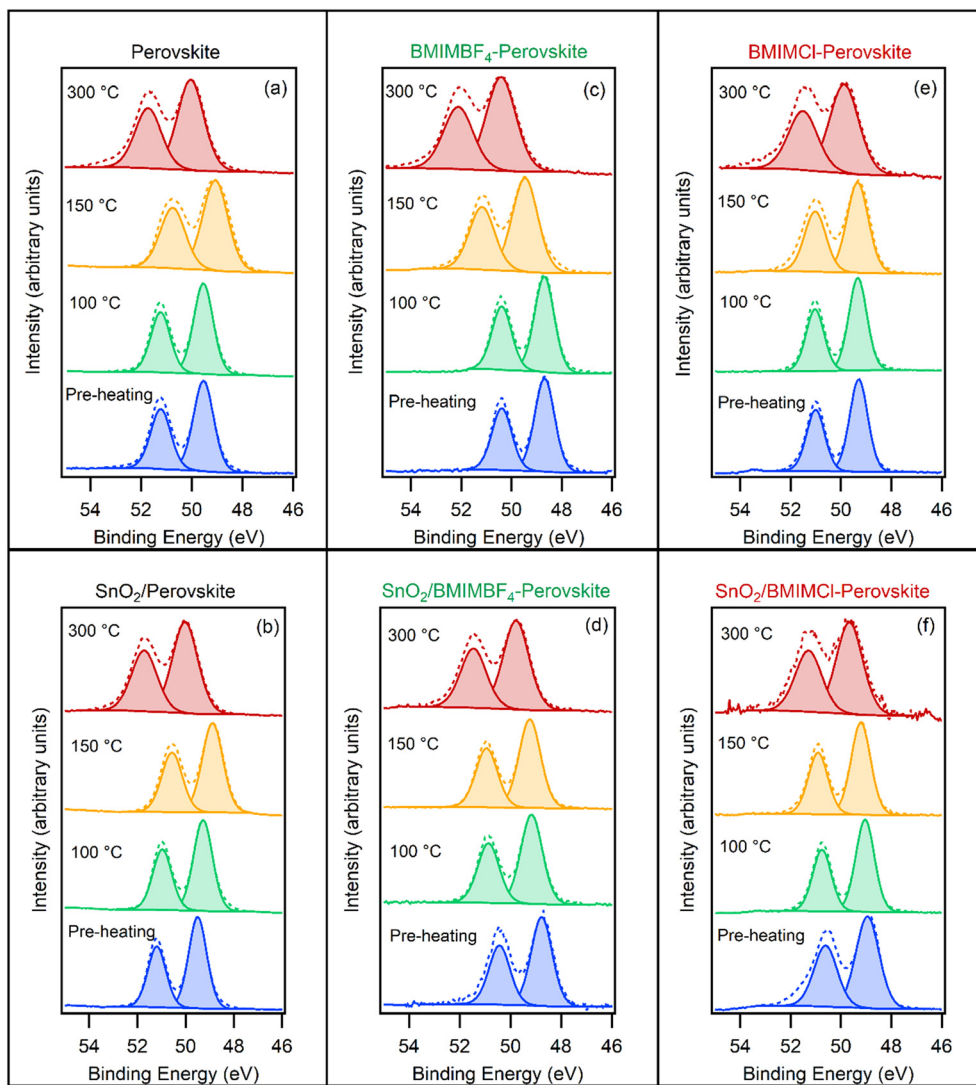 Perovskite
(a)
300 °C
150 °C
100 °C
Pre-heating
Intensity (arbitrary units)
54 52 50 48 46
Binding Energy (eV)
BMIMBF₄-Perovskite
(c)
300 °C
150 °C
100 °C
Pre-heating
Intensity (arbitrary units)
54 52 50 48 46
Binding Energy (eV)
BMIMCl-Perovskite
(e)
300 °C
150 °C
100 °C
Pre-heating
Intensity (arbitrary units)
54 52 50 48 46
Binding Energy (eV)
SnO₂/Perovskite
(b)
300 °C
150 °C
100 °C
Pre-heating
Intensity (arbitrary units)
54 52 50 48 46
Binding Energy (eV)
SnO₂/BMIMBF₄-Perovskite
(d)
300 °C
150 °C
100 °C
Pre-heating
Intensity (arbitrary units)
54 52 50 48 46
Binding Energy (eV)
SnO₂/BMIMCl-Perovskite
(f)
300 °C
150 °C
100 °C
Pre-heating
Intensity (arbitrary units)
54 52 50 48 46
Binding Energy (eV)